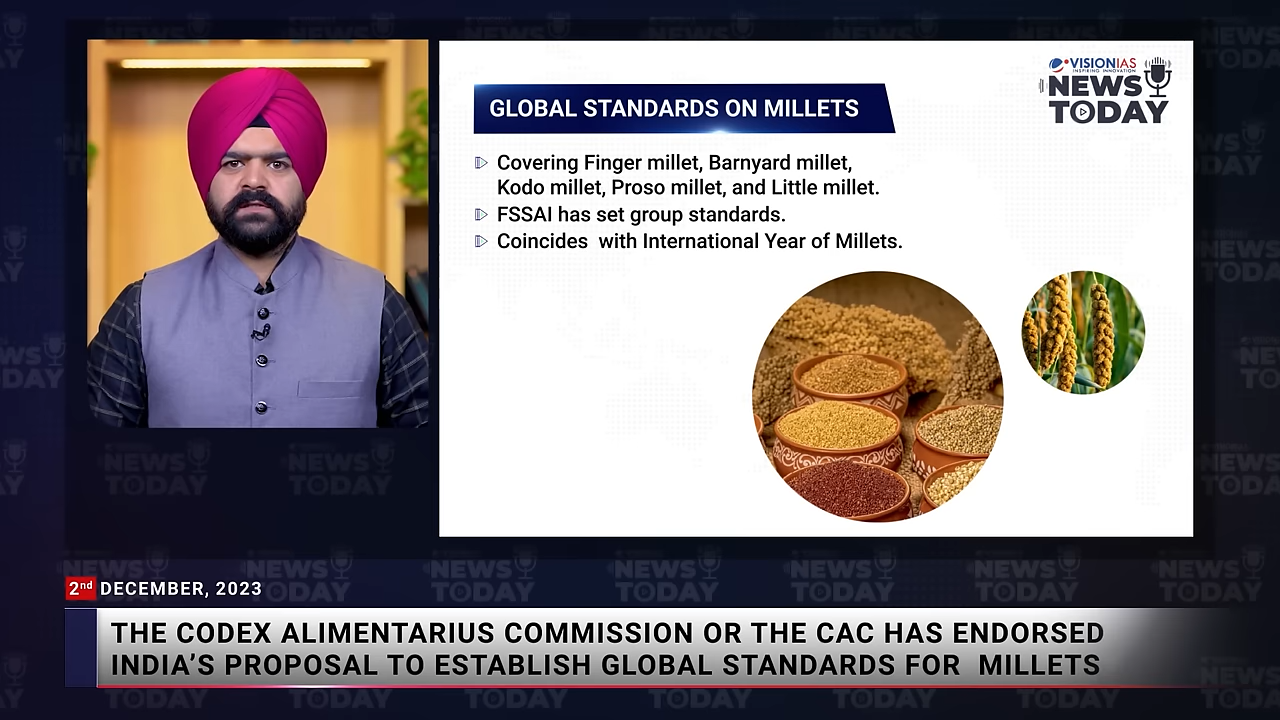 VISIONIAS
INSPIRING INNOVATION
NEWS
TODAY
GLOBAL STANDARDS ON MILLETS
Covering Finger millet, Barnyard millet,
Kodo millet, Proso millet, and Little millet.
FSSAI has set group standards.
Coincides with International Year of Millets.
2nd DECEMBER, 2023
THE CODEX ALIMENTARIUS COMMISSION OR THE CAC HAS ENDORSED
INDIA'S PROPOSAL TO ESTABLISH GLOBAL STANDARDS FOR MILLETS